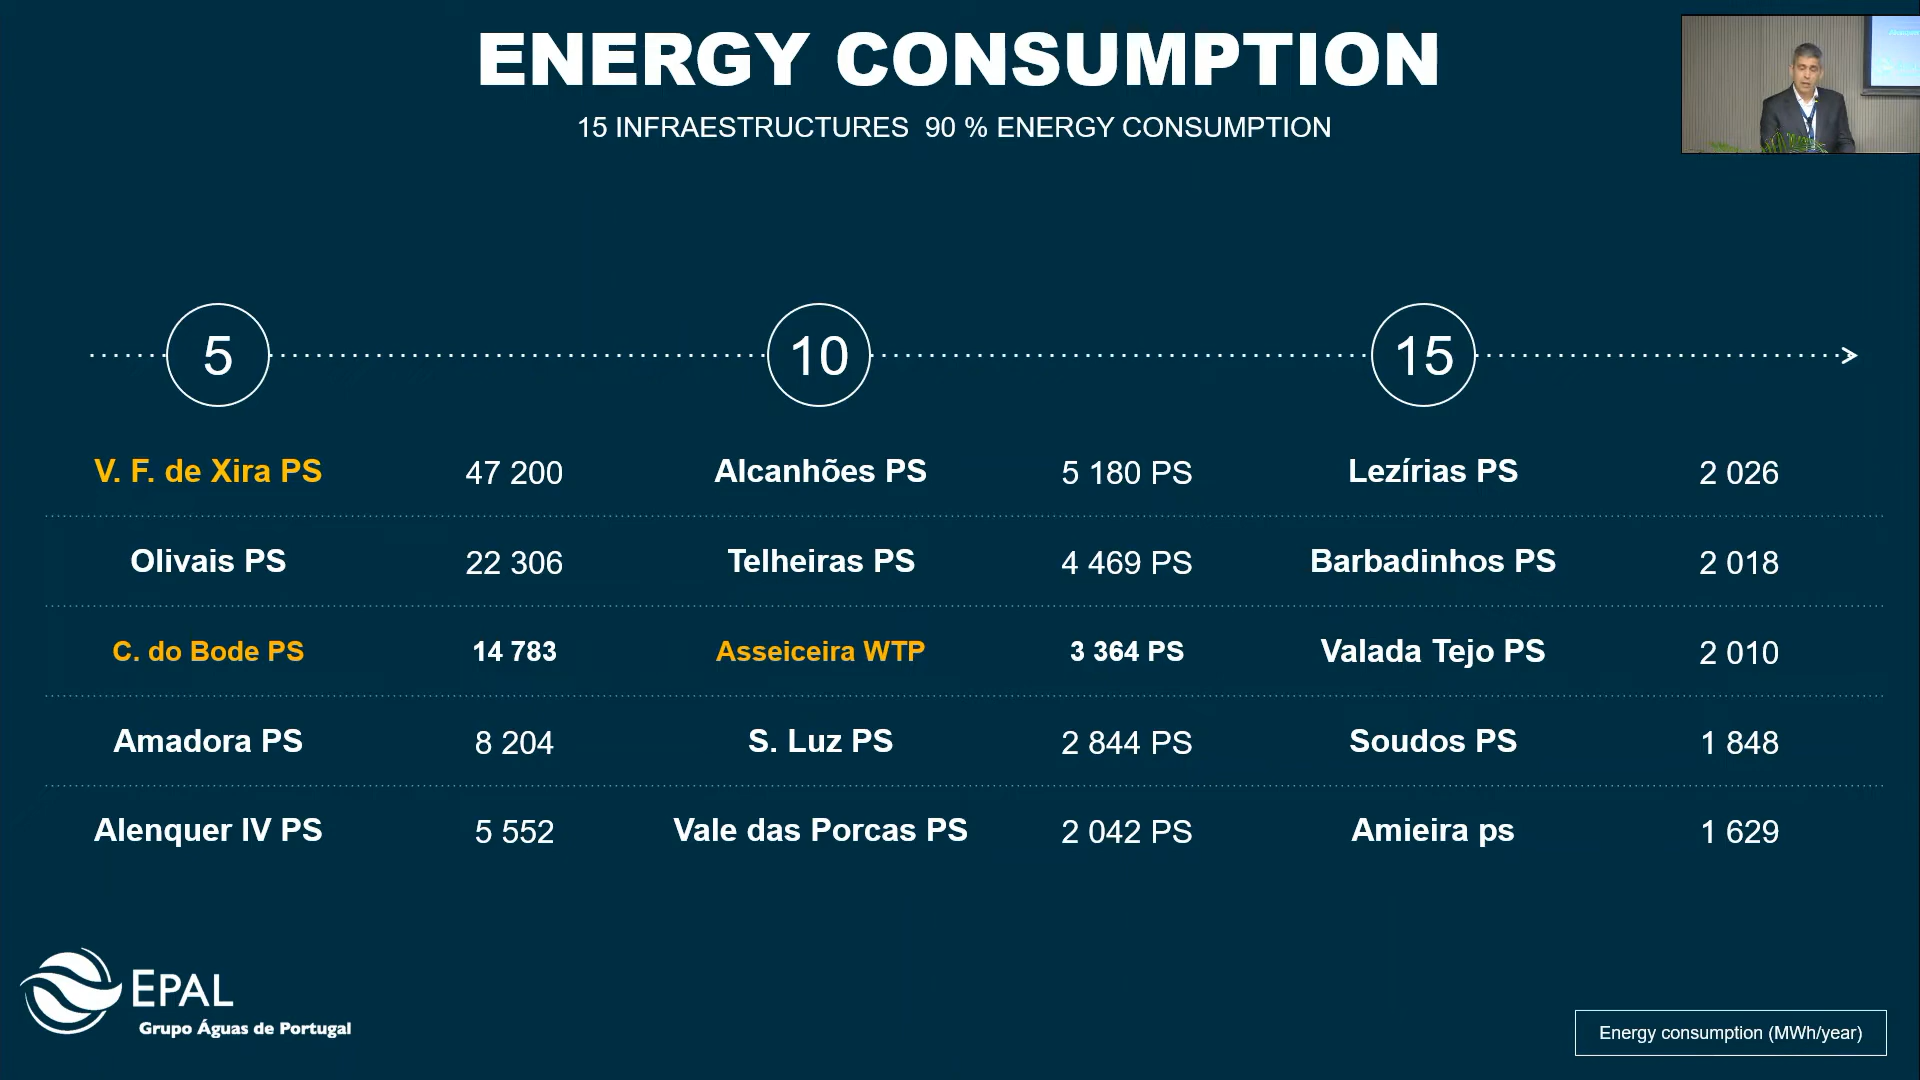 ENERGY CONSUMPTION
15 INFRAESTRUCTURES 90 % ENERGY CONSUMPTION
5 10 15
V. F. de Xira PS 47 200 Alcanhões PS 5 180 PS Lezírias PS 2 026
Olivais PS 22 306 Telheiras PS 4 469 PS Barbadinhos PS 2 018
C. do Bode PS 14 783 Asseiceira WTP 3 364 PS Valada Tejo PS 2 010
Amadora PS 8 204 S. Luz PS 2 844 PS Soudos PS 1 848
Alenquer IV PS 5 552 Vale das Porcas PS 2 042 PS Amieira ps 1 629
EPAL
Grupo Águas de Portugal
Energy consumption (MWh/year)